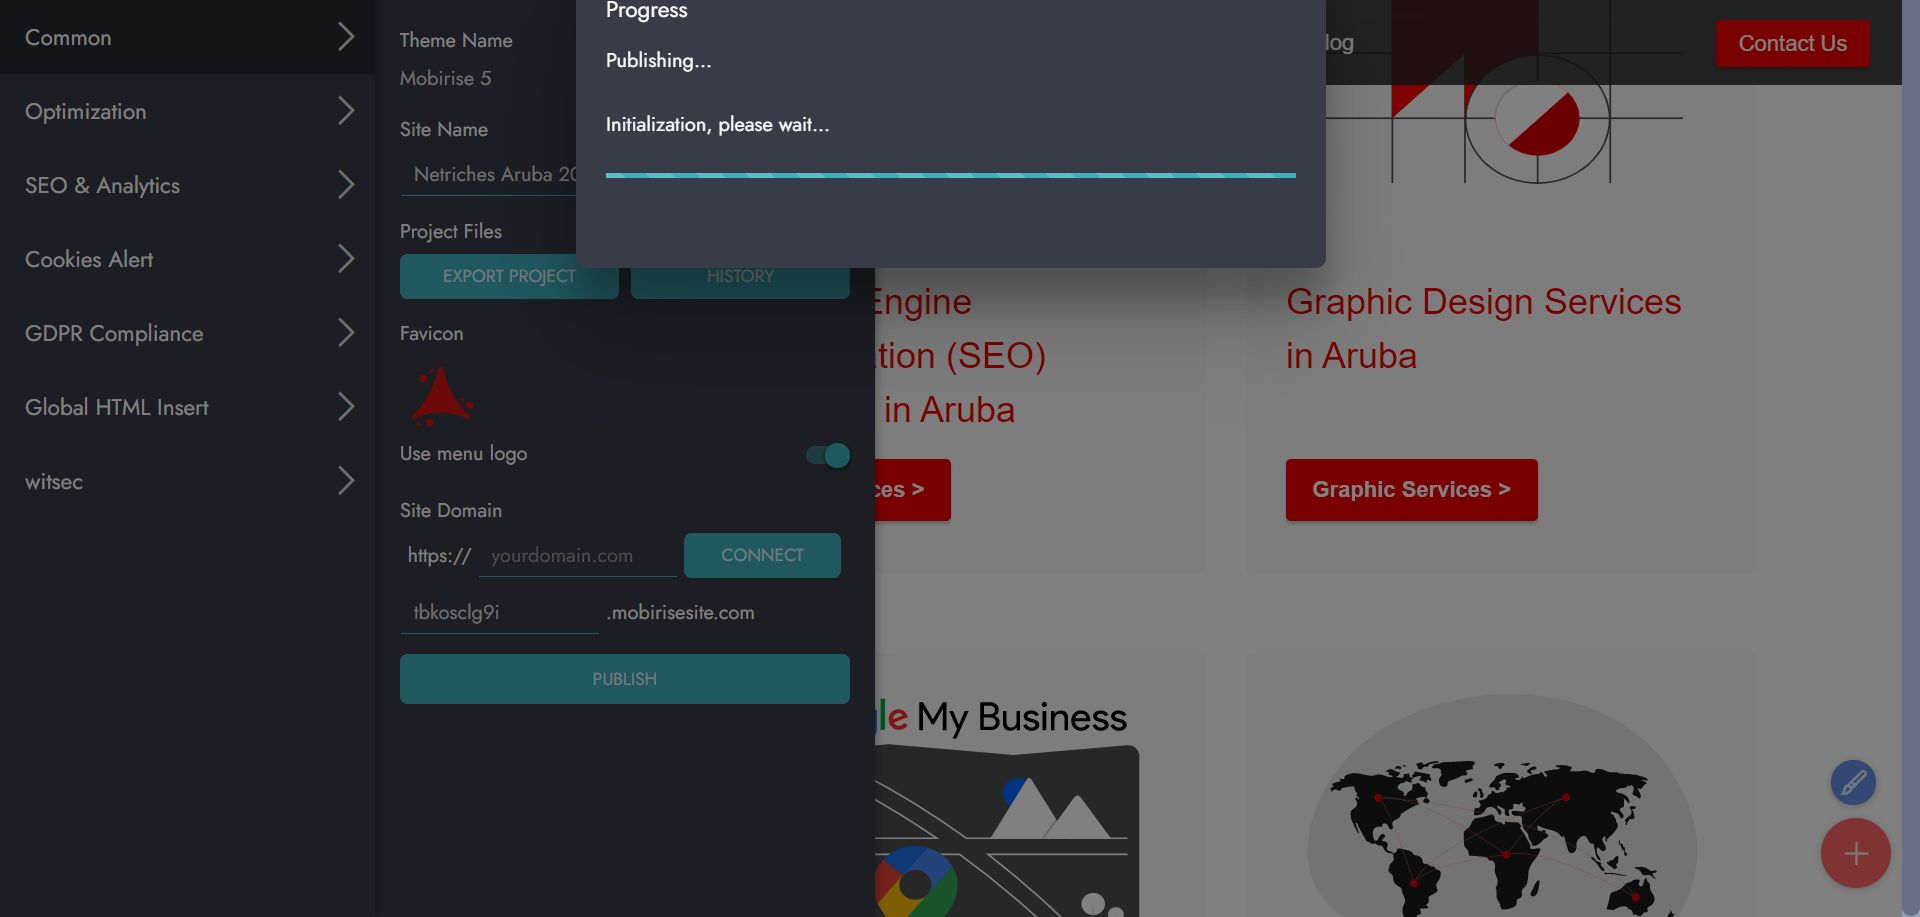 Common
Optimization
SEO & Analytics
Cookies Alert
GDPR Compliance
Global HTML Insert
witsec
Theme Name
Mobirise 5
Site Name
Netriches Aruba 20
Project Files
EXPORT PROJECT
HISTORY
Favicon
Use menu logo
Site Domain
https://
yourdomain.com
CONNECT
tbkosclg9i
.mobirisesite.com
PUBLISH
Progress
Publishing...
Initialization, please wait...
log
Contact Us
Engine
tion (SEO)
in Aruba
ces >
Graphic Design Services
in Aruba
Graphic Services >
gle My Business